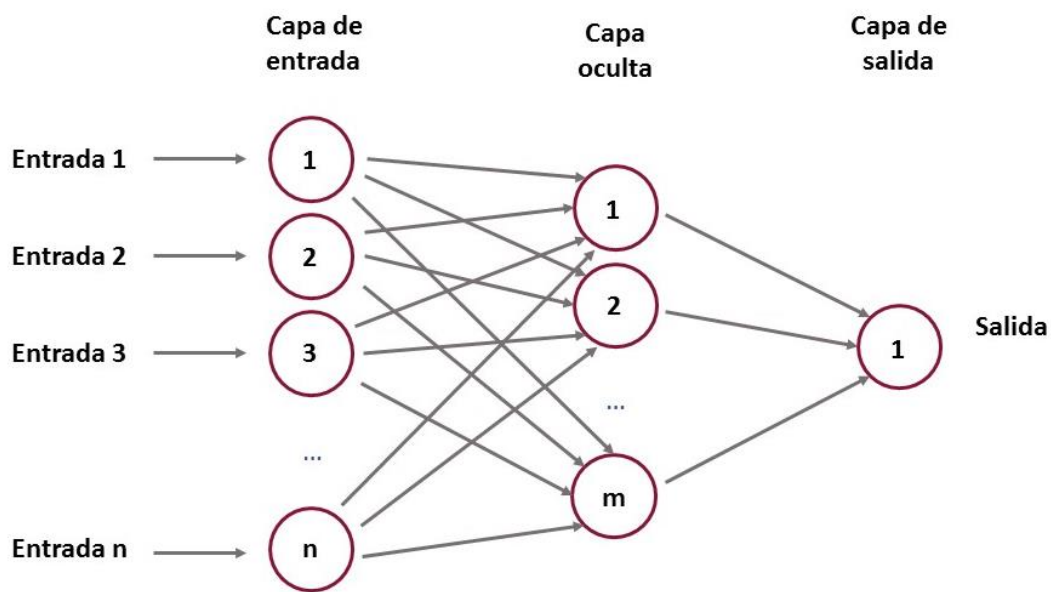 Capa de
entrada
Capa
oculta
Capa de
salida
Entrada 1
1
1
Entrada 2
2
2
1
Salida
Entrada 3
3
...
...
m
Entrada n
n